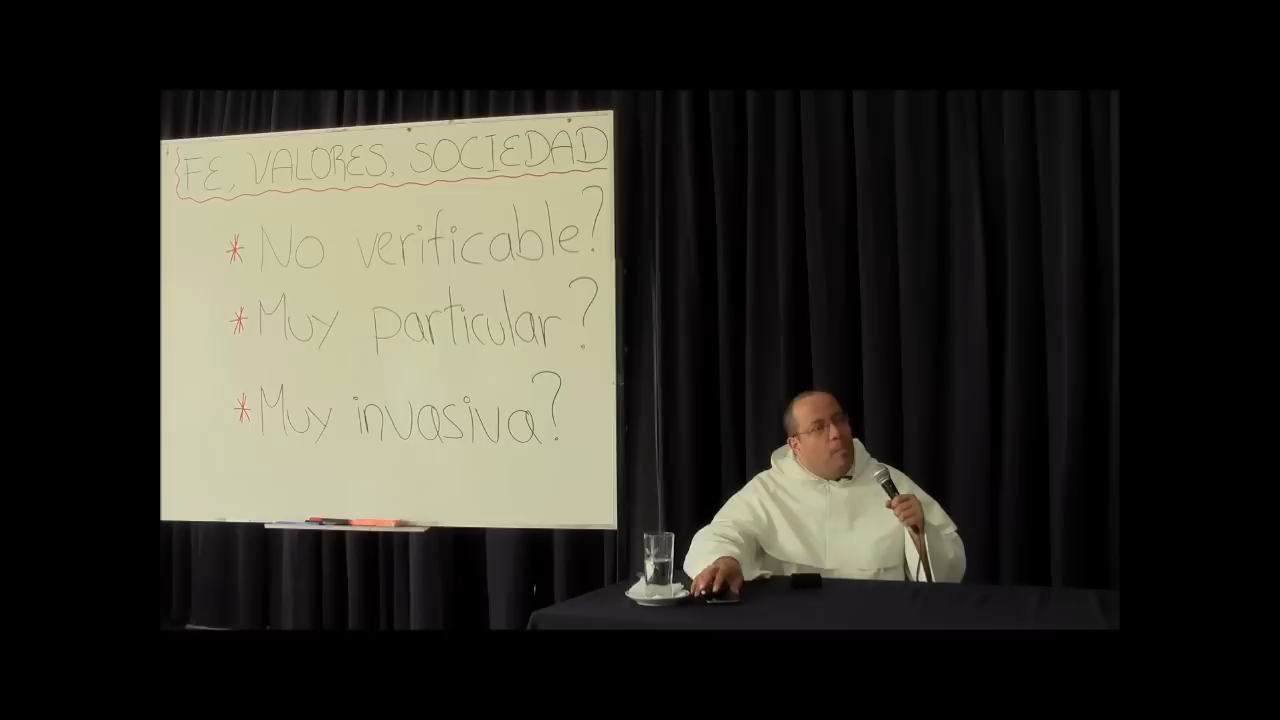 FE, VALORES, SOCIEDAD
* No verificable?
* Muy particular?
* Muy invasiva?